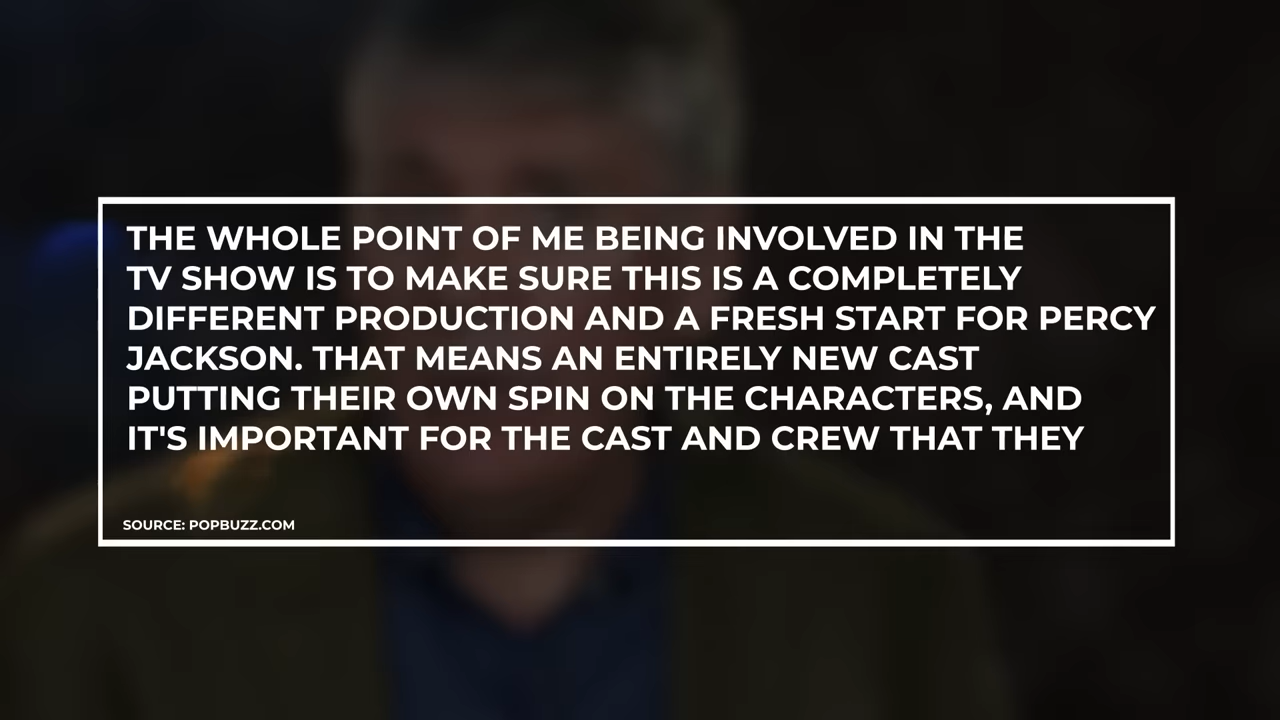 THE WHOLE POINT OF ME BEING INVOLVED IN THE
TV SHOW IS TO MAKE SURE THIS IS A COMPLETELY
DIFFERENT PRODUCTION AND A FRESH START FOR PERCY
JACKSON. THAT MEANS AN ENTIRELY NEW CAST
PUTTING THEIR OWN SPIN ON THE CHARACTERS, AND
IT'S IMPORTANT FOR THE CAST AND CREW THAT THEY
SOURCE: POPBUZZ.COM